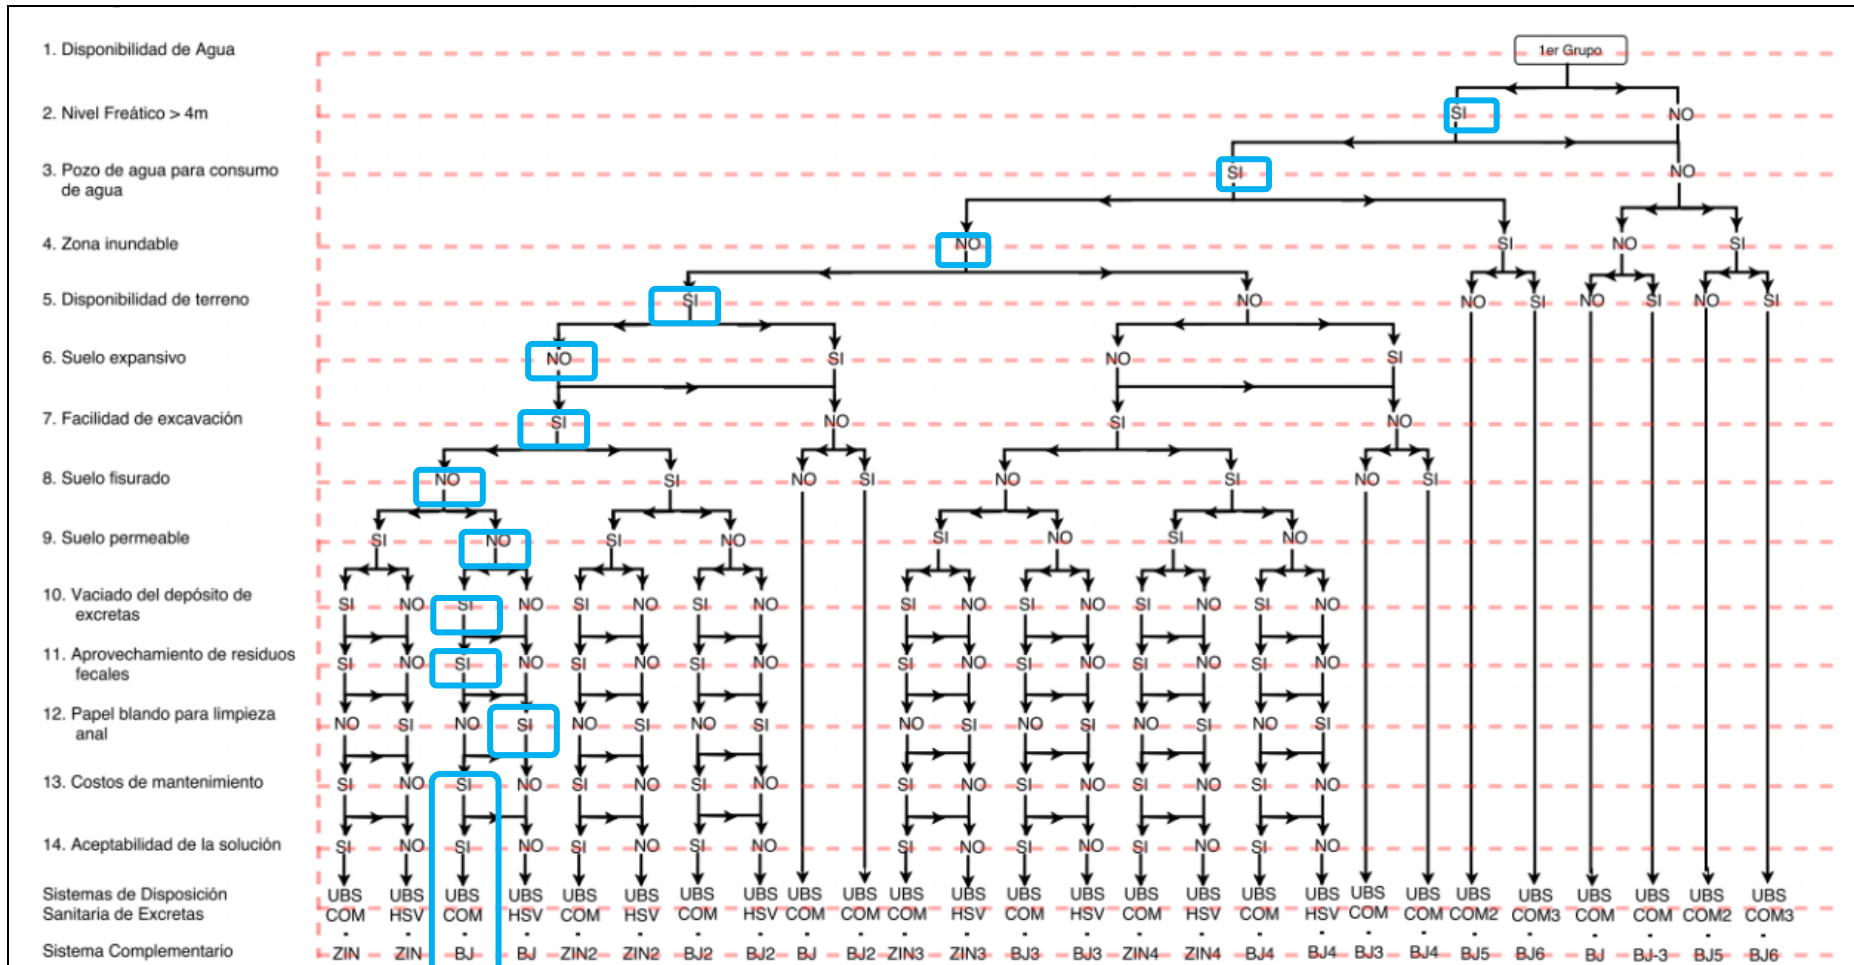 1. Disponibilidad de Agua
1er Grupo
2. Nivel Freático > 4m
SI NO
3. Pozo de agua para consumo
de agua
SI NO
4. Zona inundable
NO SI NO SI
5. Disponibilidad de terreno
SI NO NO SI NO SI NO SI
6. Suelo expansivo
NO SI NO SI
7. Facilidad de excavación
SI NO SI NO
8. Suelo fisurado
NO SI NO SI NO SI NO SI
9. Suelo permeable
SI NO SI NO SI NO SI NO
10. Vaciado del depósito de
excretas
SI NO SI NO SI NO SI NO SI NO SI NO SI NO SI NO
11. Aprovechamiento de residuos
fecales
SI NO SI NO SI NO SI NO SI NO SI NO SI NO SI NO
12. Papel blando para limpieza
anal
NO SI NO SI NO SI NO SI NO SI NO SI NO SI NO SI
13. Costos de mantenimiento
SI NO SI NO SI NO SI NO SI NO SI NO SI NO SI NO
14. Aceptabilidad de la solución
SI NO SI NO SI NO SI NO SI NO SI NO SI NO SI NO
Sistemas de Disposición
Sanitaria de Excretas
UBS UBS UBS UBS UBS UBS UBS UBS UBS UBS UBS UBS UBS UBS UBS UBS UBS UBS UBS UBS UBS UBS UBS UBS UBS UBS
COM HSV COM HSV COM HSV COM HSV COM COM COM HSV COM HSV COM HSV COM HSV COM COM COM2 COM3 COM COM COM2 COM3
- - - - - - - - - - - - - - - - - - - - - - - - - -
Sistema Complementario
ZIN ZIN BJ BJ ZIN2 ZIN2 BJ2 BJ2 BJ BJ2 ZIN3 ZIN3 BJ3 BJ3 ZIN4 ZIN4 BJ4 BJ4 BJ3 BJ4 BJ5 BJ6 BJ BJ-3 BJ5 BJ6